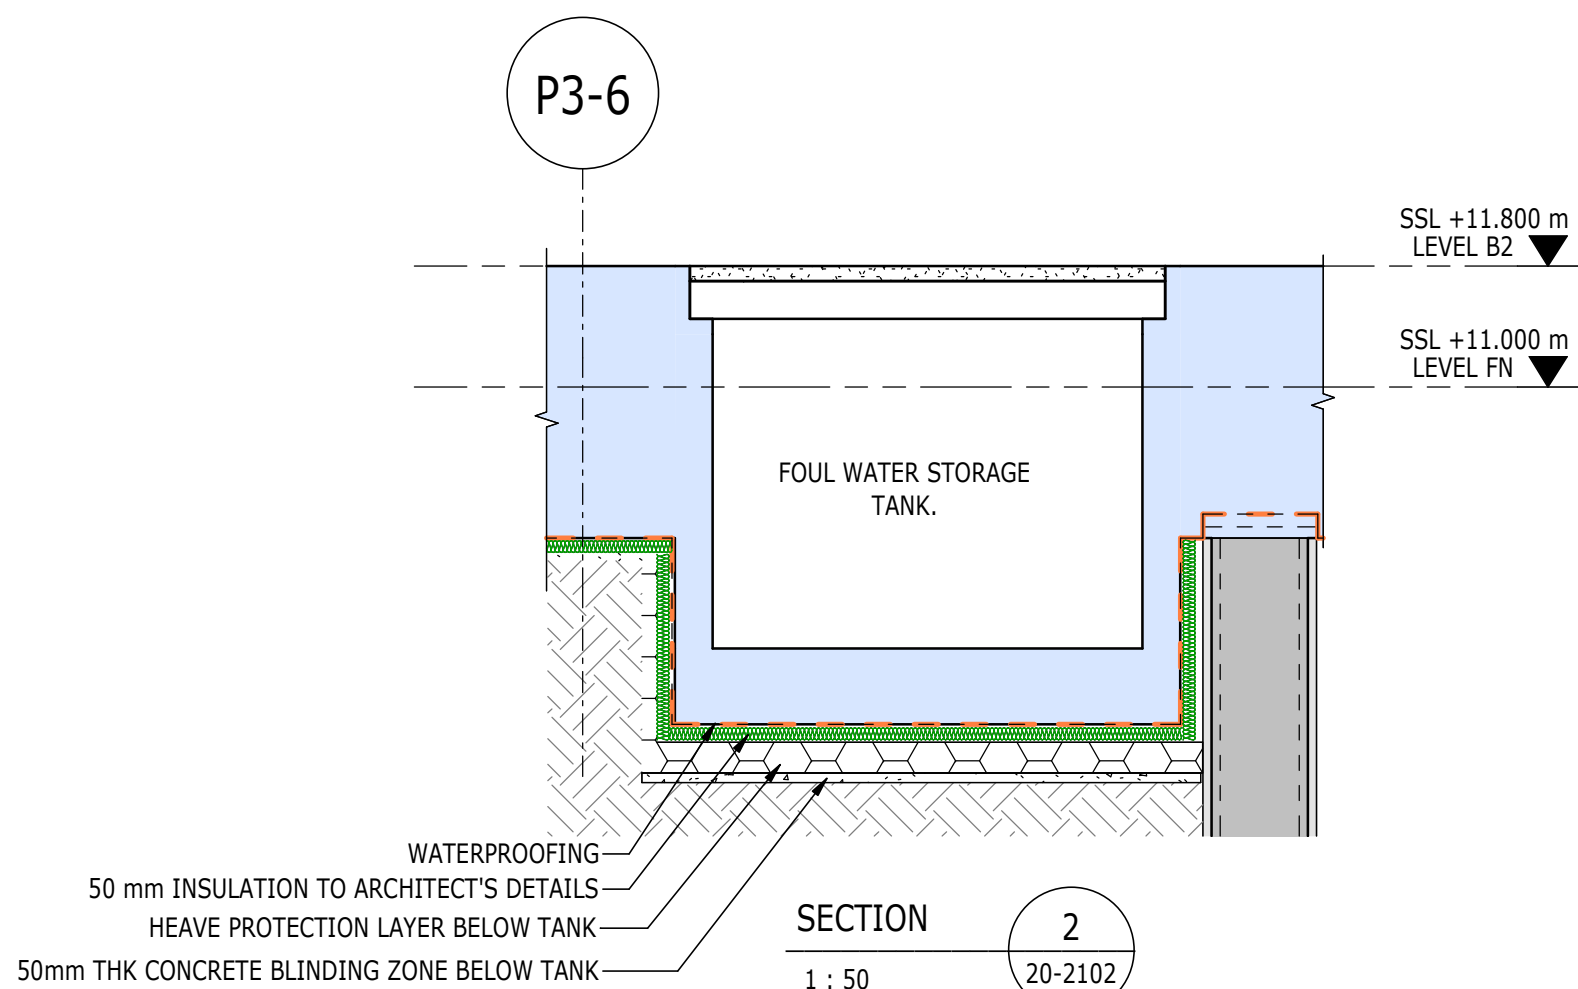 P3-6
SSL +11.800 m
LEVEL B2
SSL +11.000 m
LEVEL FN
FOUL WATER STORAGE
TANK.
WATERPROOFING
50 mm INSULATION TO ARCHITECT'S DETAILS
HEAVE PROTECTION LAYER BELOW TANK
50mm THK CONCRETE BLINDING ZONE BELOW TANK
SECTION
2
1 : 50
20-2102